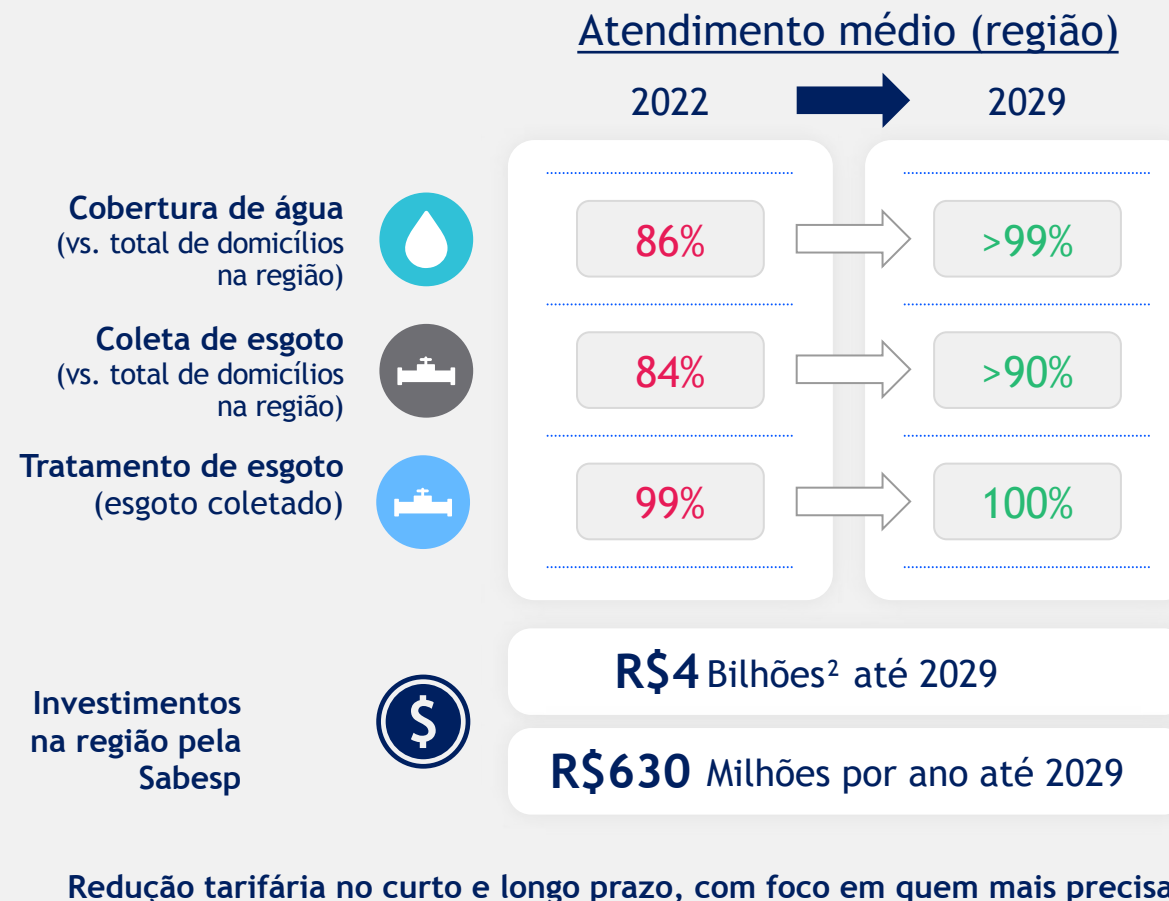 Atendimento médio (região)
2022
2029
Cobertura de água
(vs. total de domicílios
na região)
86%
>99%
Coleta de esgoto
(vs. total de domicílios
na região)
84%
>90%
Tratamento de esgoto
(esgoto coletado)
99%
100%
Investimentos
na região pela
Sabesp
$
R$4 Bilhões² até 2029
R$630 Milhões por ano até 2029
Redução tarifária no curto e longo prazo, com foco em quem mais precisa